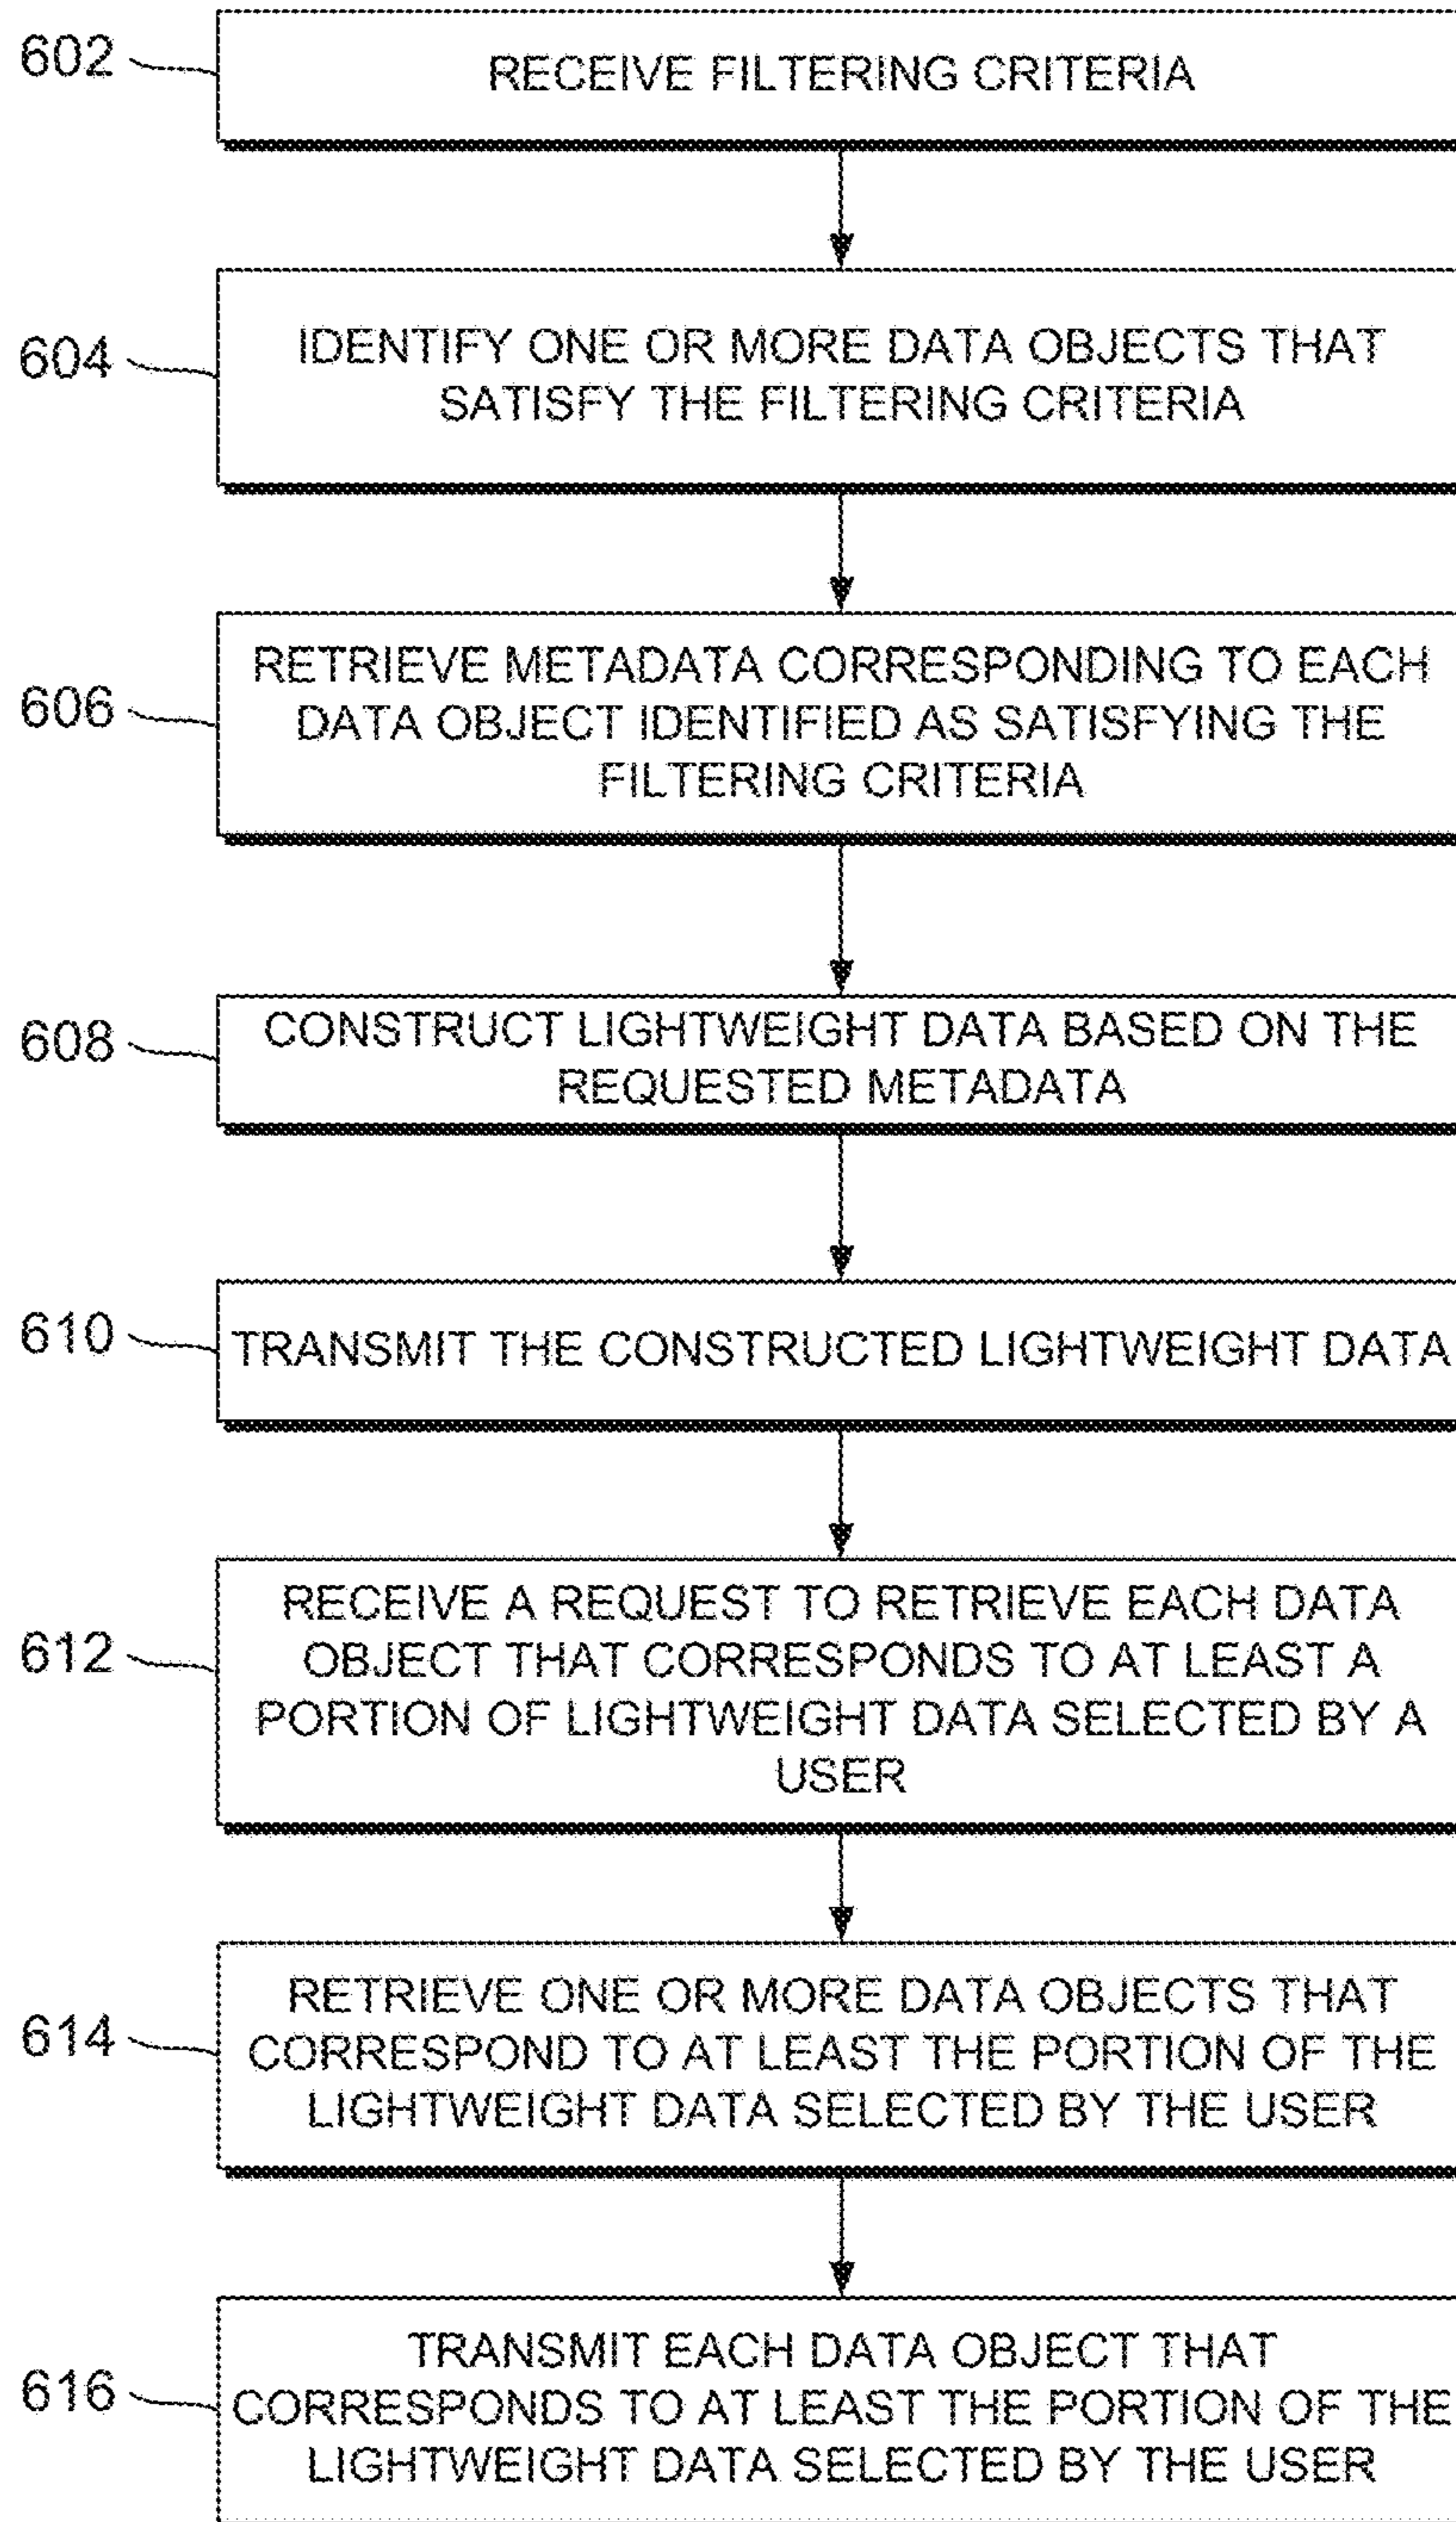 602
RECEIVE FILTERING CRITERIA
604
IDENTIFY ONE OR MORE DATA OBJECTS THAT
SATISFY THE FILTERING CRITERIA
606
RETRIEVE METADATA CORRESPONDING TO EACH
DATA OBJECT IDENTIFIED AS SATISFYING THE
FILTERING CRITERIA
608
CONSTRUCT LIGHTWEIGHT DATA BASED ON THE
REQUESTED METADATA
610
TRANSMIT THE CONSTRUCTED LIGHTWEIGHT DATA
612
RECEIVE A REQUEST TO RETRIEVE EACH DATA
OBJECT THAT CORRESPONDS TO AT LEAST A
PORTION OF LIGHTWEIGHT DATA SELECTED BY A
USER
614
RETRIEVE ONE OR MORE DATA OBJECTS THAT
CORRESPOND TO AT LEAST THE PORTION OF THE
LIGHTWEIGHT DATA SELECTED BY THE USER
616
TRANSMIT EACH DATA OBJECT THAT
CORRESPONDS TO AT LEAST THE PORTION OF THE
LIGHTWEIGHT DATA SELECTED BY THE USER